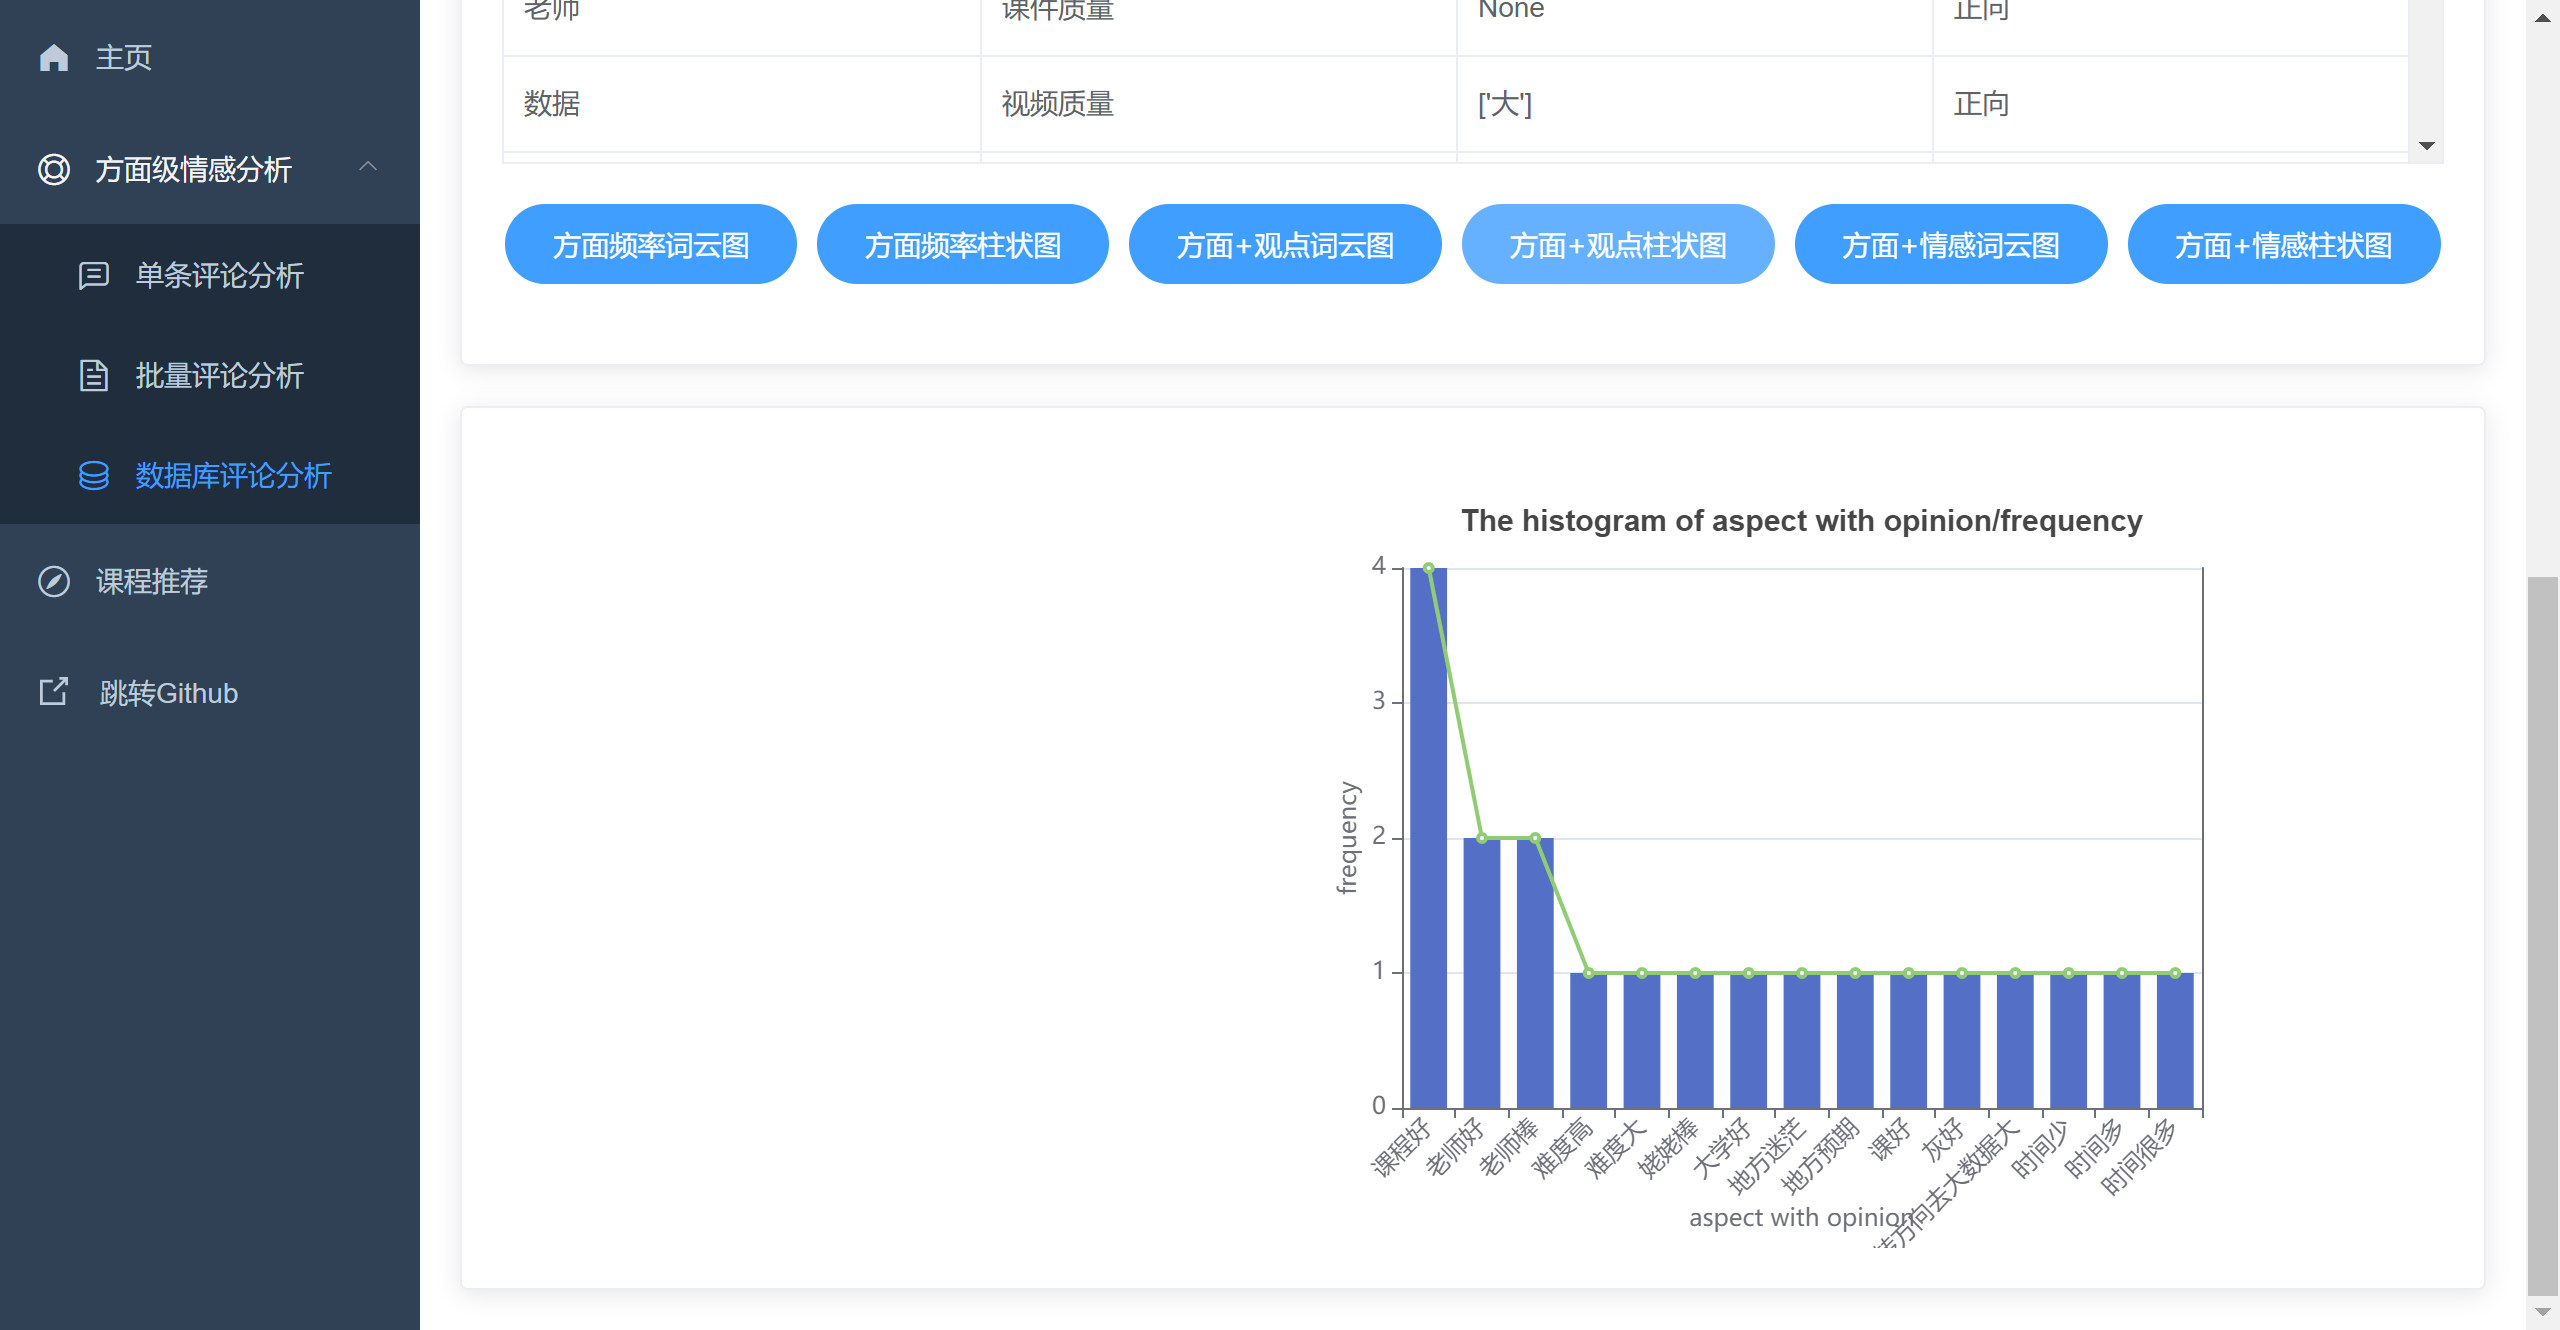 主页
方面级情感分析
单条评论分析
批量评论分析
数据库评论分析
课程推荐
跳转Github
老师 课件质量 None 正向
数据 视频质量 ['大'] 正向
方面频率词云图 方面频率柱状图 方面+观点词云图 方面+观点柱状图 方面+情感词云图 方面+情感柱状图
The histogram of aspect with opinion/frequency
4
3
2
1
0
frequency
课程好 老师好 老师棒 难度高 难度大 姥姥棒 大学好 地方迷茫 地方预期 课好 灰好 方向去大数据大 时间少 时间多 时间很多
aspect with opinion